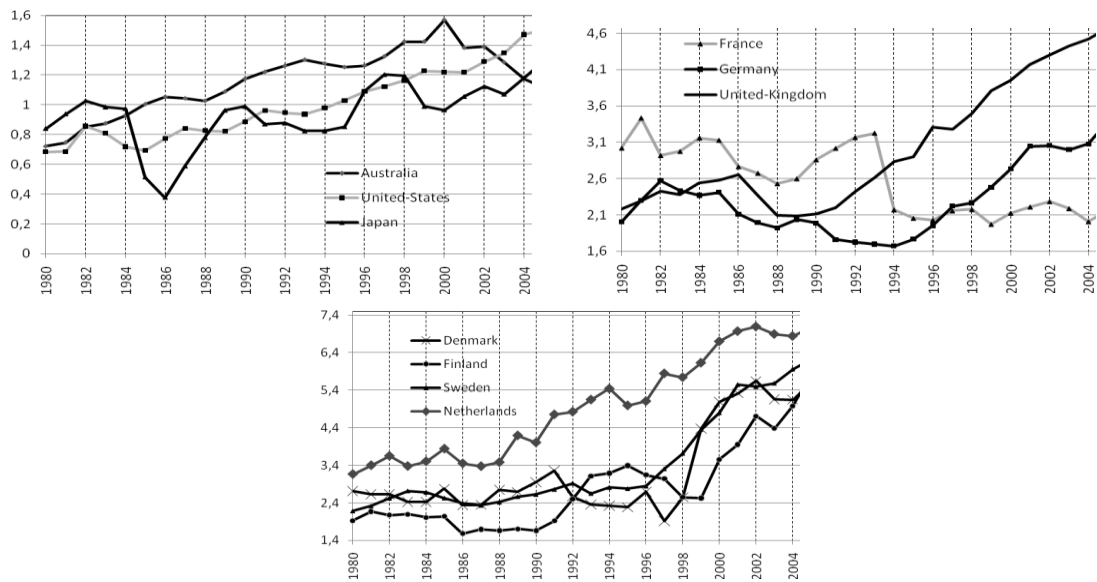 1,6
1,4
1,2
1
0,8
0,6
0,4
0,2
0
Australia
United-States
Japan
1980 1982 1984 1986 1988 1990 1992 1994 1996 1998 2000 2002 2004
4,6
4,1
3,6
3,1
2,6
2,1
1,6
France
Germany
United-Kingdom
1980 1982 1984 1986 1988 1990 1992 1994 1996 1998 2000 2002 2004
7,4
6,4
5,4
4,4
3,4
2,4
1,4
Denmark
Finland
Sweden
Netherlands
1980 1982 1984 1986 1988 1990 1992 1994 1996 1998 2000 2002 2004